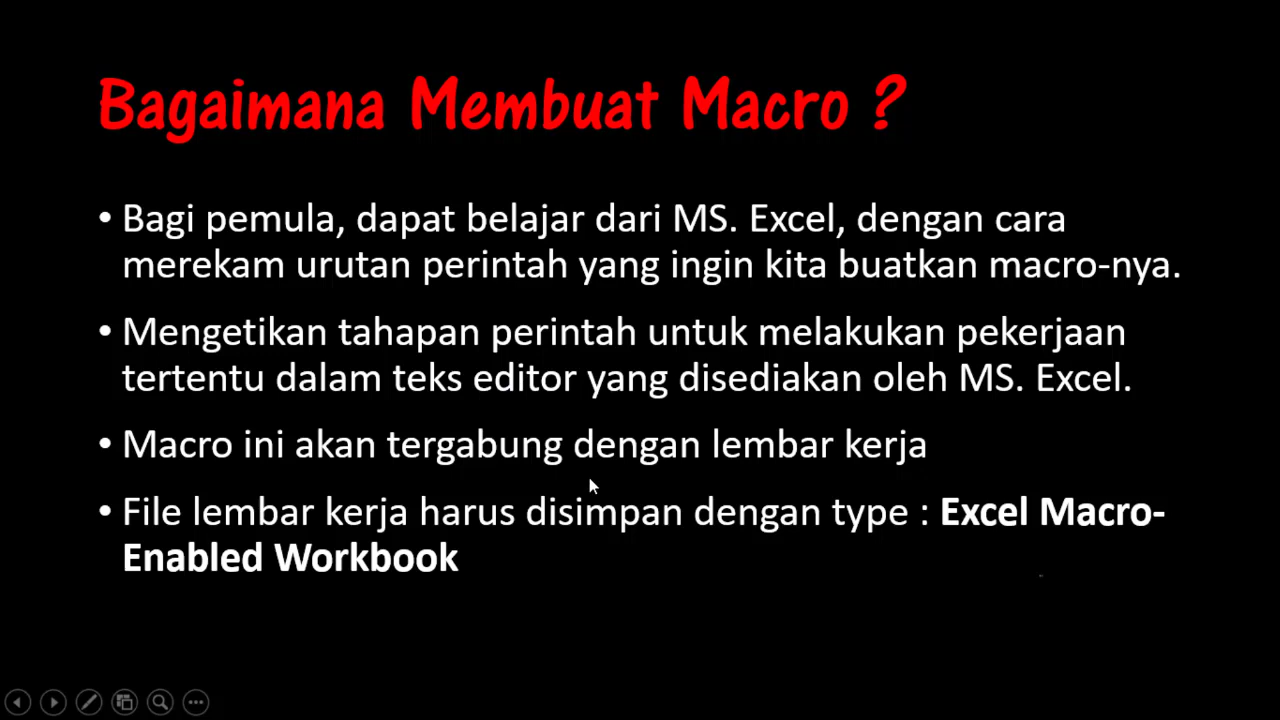 Bagaimana Membuat Macro ?
• Bagi pemula, dapat belajar dari MS. Excel, dengan cara
merekam urutan perintah yang ingin kita buatkan macro-nya.
• Mengetikan tahapan perintah untuk melakukan pekerjaan
tertentu dalam teks editor yang disediakan oleh MS. Excel.
• Macro ini akan tergabung dengan lembar kerja
• File lembar kerja harus disimpan dengan type : Excel Macro-
Enabled Workbook